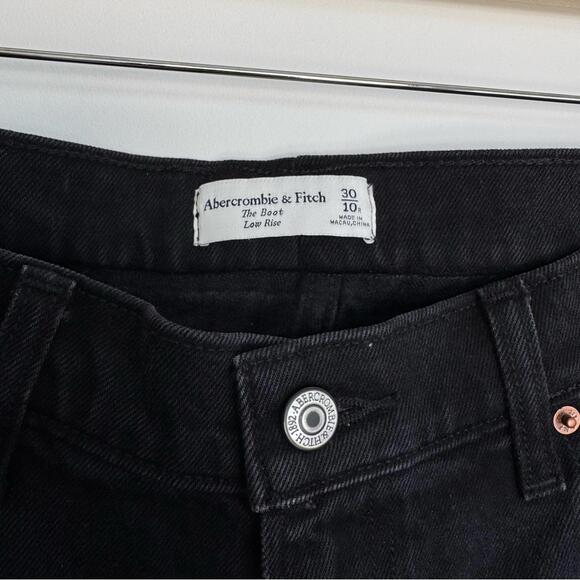 Abercrombie & Fitch
The Boot
Low Rise
30
10R
MADE IN
MACAU, CHINA
ABERCROMBIE & FITCH · 1892 ·